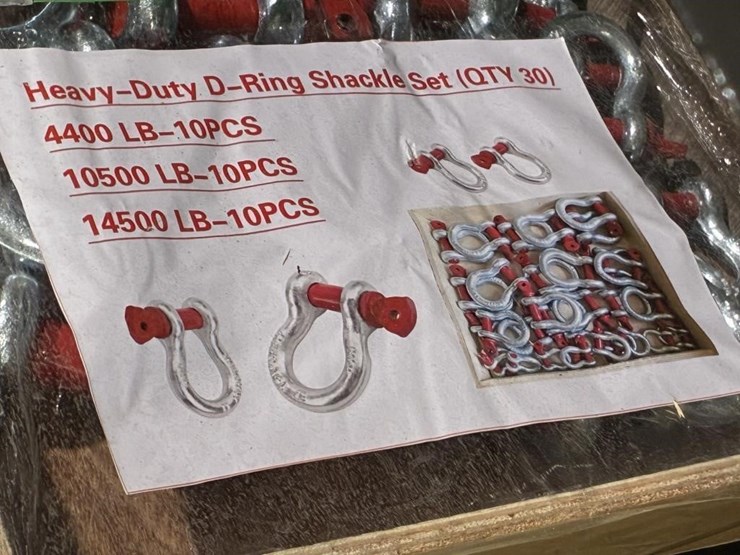 Heavy-Duty D-Ring Shackle Set (QTY 30)
4400 LB-10PCS
10500 LB-10PCS
14500 LB-10PCS